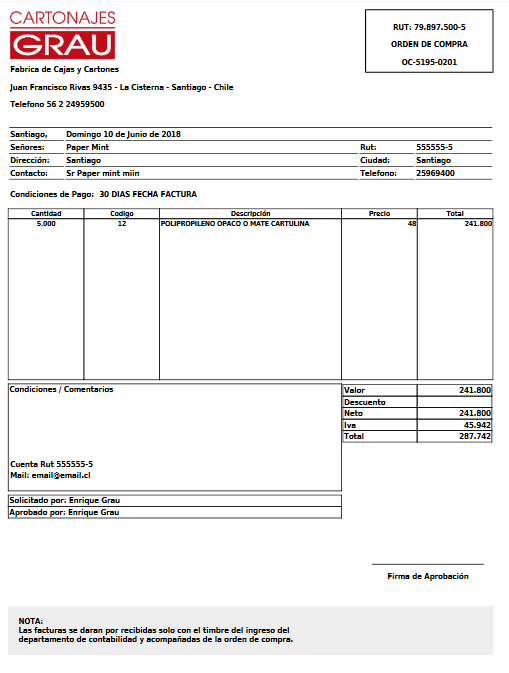 CARTONAJES
GRAU
Fabrica de Cajas y Cartones
Juan Francisco Rivas 9435 - La Cisterna - Santiago - Chile
Telefono 56 2 24959500
RUT: 79.897.500-5
ORDEN DE COMPRA
OC-5195-0201
Santiago, Domingo 10 de Junio de 2018
Señores: Paper Mint Rut: 555555-5
Dirección: Santiago Ciudad: Santiago
Contacto: Sr Paper mint miin Telefono: 25969400
Condiciones de Pago: 30 DIAS FECHA FACTURA
Cantidad Codigo Descripción Precio Total
5.000 12 POLIPROPILENO OPACO O MATE CARTULINA 48 241.800
Condiciones / Comentarios
Cuenta Rut 555555-5
Mail: email@email.cl
Valor 241.800
Descuento
Neto 241.800
Iva 45.942
Total 287.742
Solicitado por: Enrique Grau
Aprobado por: Enrique Grau
Firma de Aprobación
NOTA:
Las facturas se daran por recibidas solo con el timbre del ingreso del
departamento de contabilidad y acompañadas de la orden de compra.